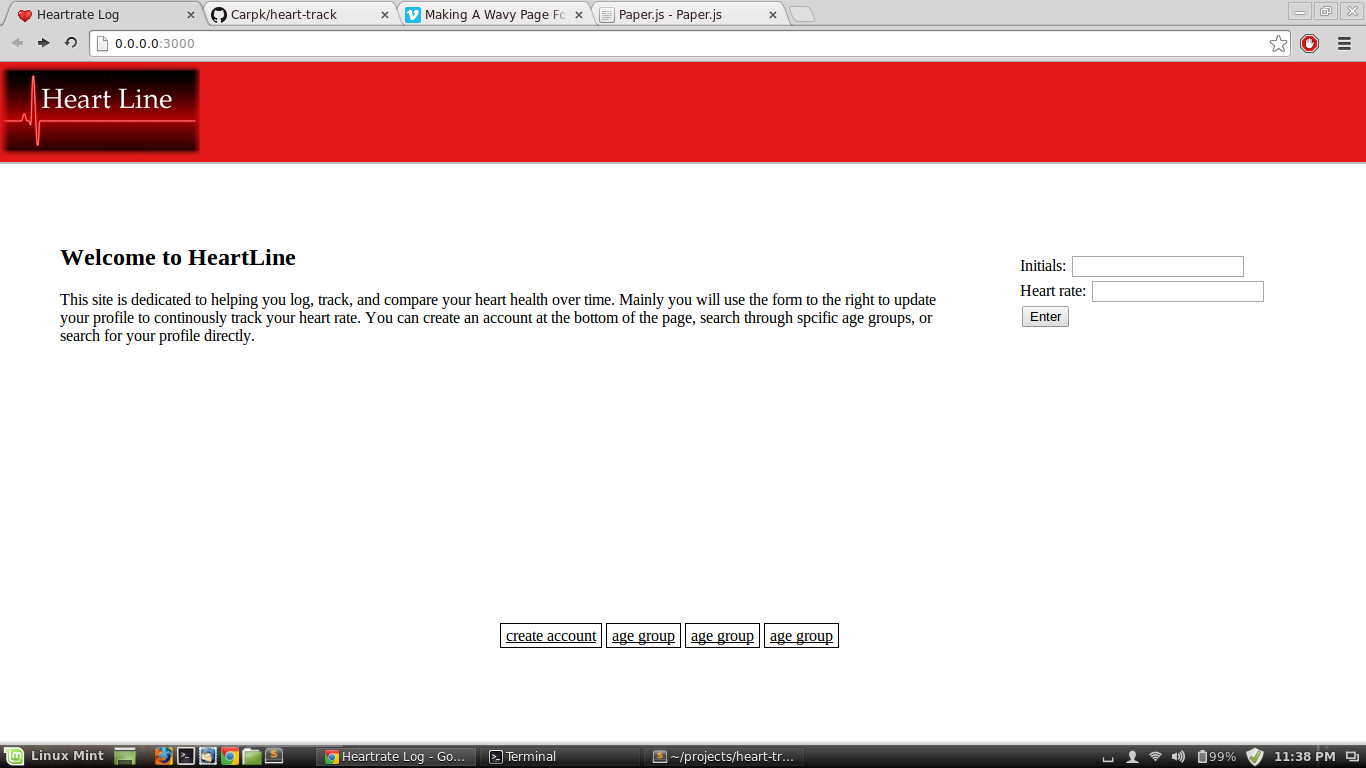 Heartrate Log
Carpk/heart-track
Making A Wavy Page Fo
Paper.js - Paper.js
0.0.0.0:3000
Heart Line
Welcome to HeartLine
This site is dedicated to helping you log, track, and compare your heart health over time. Mainly you will use the form to the right to update
your profile to continously track your heart rate. You can create an account at the bottom of the page, search through spcific age groups, or
search for your profile directly.
Initials:
Heart rate:
Enter
create account
age group
age group
age group
Linux Mint
Heartrate Log - Go...
Terminal
~/projects/heart-tr...
99%
11:38 PM